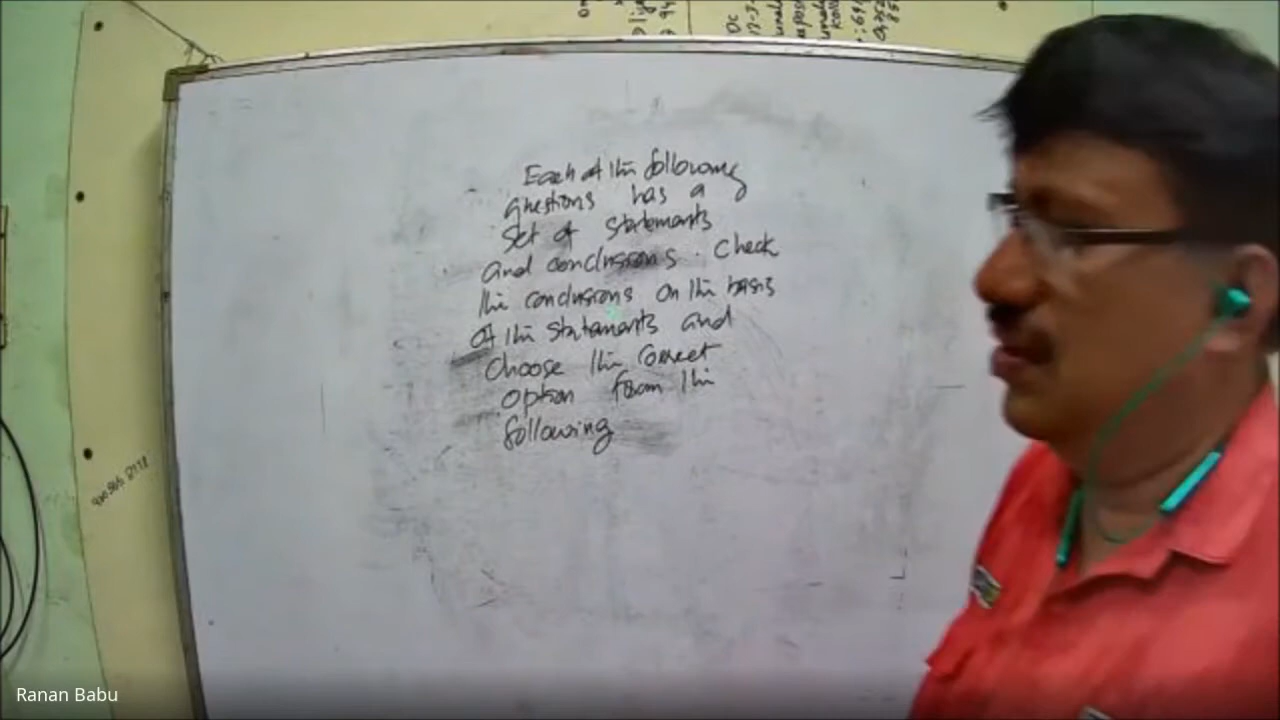 Each of the following
questions has a
set of statements
and conclusions. Check
the conclusions on the basis
of the statements and
choose the correct
option from the
following
Ranan Babu